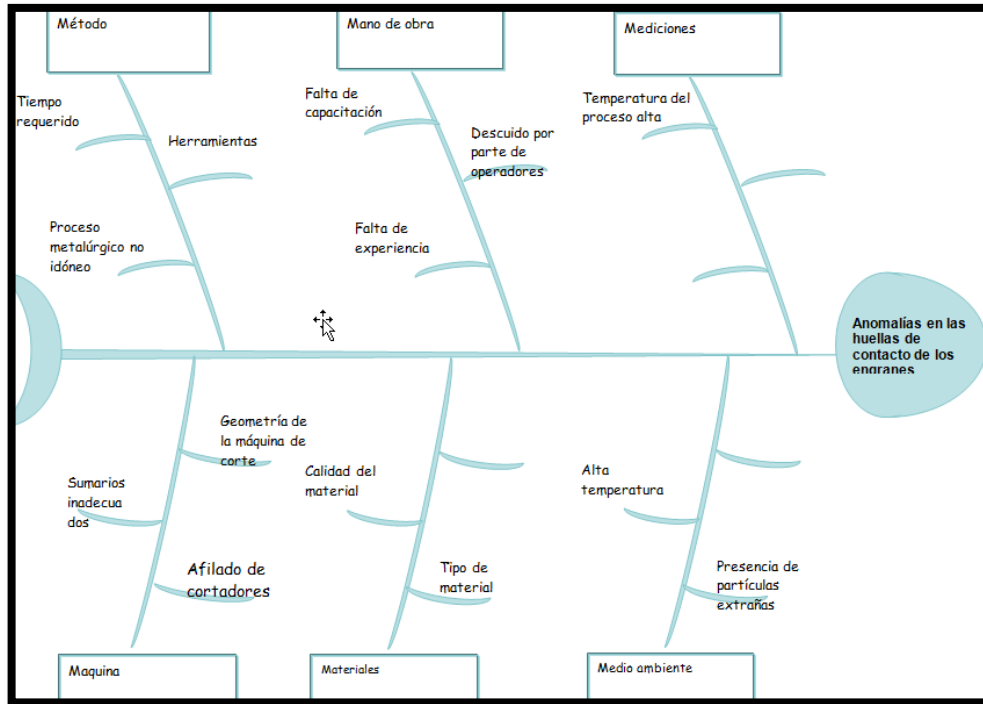 Método
Mano de obra
Mediciones
Tiempo
requerido
Herramientas
Proceso
metalúrgico no
idóneo
Falta de
capacitación
Descuido por
parte de
operadores
Falta de
experiencia
Temperatura del
proceso alta
Anomalías en las
huellas de
contacto de los
engranes
Geometría de
la máquina de
corte
Sumarios
inadecua
dos
Afilado de
cortadores
Calidad del
material
Tipo de
material
Alta
temperatura
Presencia de
partículas
extrañas
Maquina
Materiales
Medio ambiente